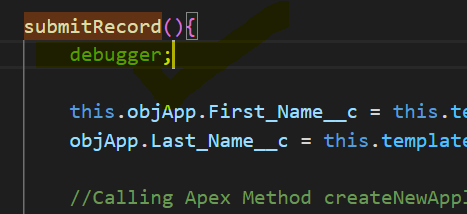 submitRecord(){
debugger;
this.objApp.First_Name__c = this.te
objApp.Last_Name__c = this.template
//Calling Apex Method createNewAppl